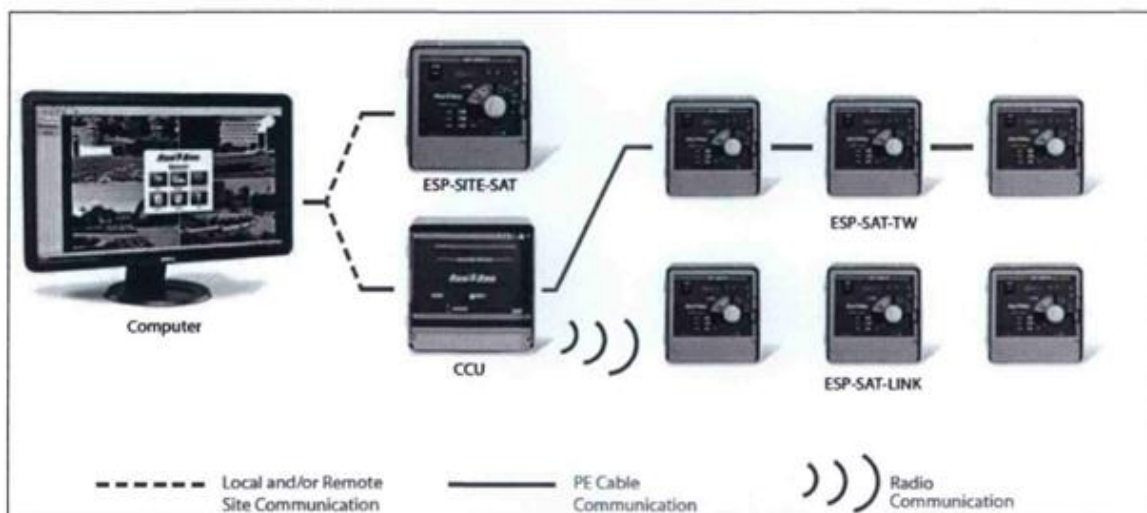 ESP-SITE-SAT
ESP-SAT-TW
Computer
CCU
ESP-SAT-LINK
Local and/or Remote
Site Communication
PE Cable
Communication
Radio
Communication